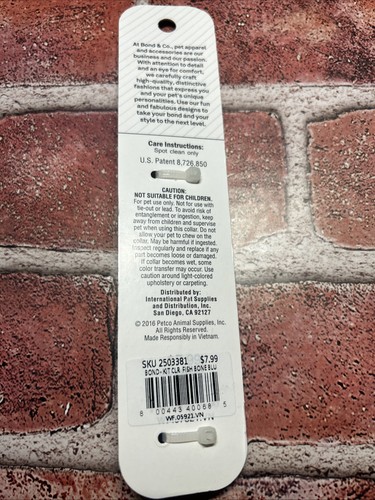 At Bond & Co., pet apparel
and accessories are our
business and our passion.
With attention to detail
and an eye for comfort,
we carefully craft
high-quality, distinctive
fashions that express you
and your pet's unique
personalities. Use our fun
and fabulous designs to
take your bond and your
style to the next level.
Care Instructions:
Spot clean only
U.S. Patent 8,726,850
CAUTION:
NOT SUITABLE FOR CHILDREN.
For pet use only. Not for use with
tie-out or lead. To avoid risk of
entanglement or ingestion, keep
away from children and supervise
pet when using this collar. Do not
allow your pet to chew on the
collar. May be harmful if ingested.
Inspect regularly and replace if any
part becomes loose or damaged.
If collar becomes wet, some
color transfer may occur. Use
caution around light-colored
upholstery or carpeting.
Distributed by:
International Pet Supplies
and Distribution, Inc.
San Diego, CA 92127
© 2016 Petco Animal Supplies, Inc.
All Rights Reserved.
Made Responsibly in Vietnam.
SKU 2503381 $7.99
BOND- KIT CLR FISH BONE BLU
8 00443 40068 5
WF.05921.VN